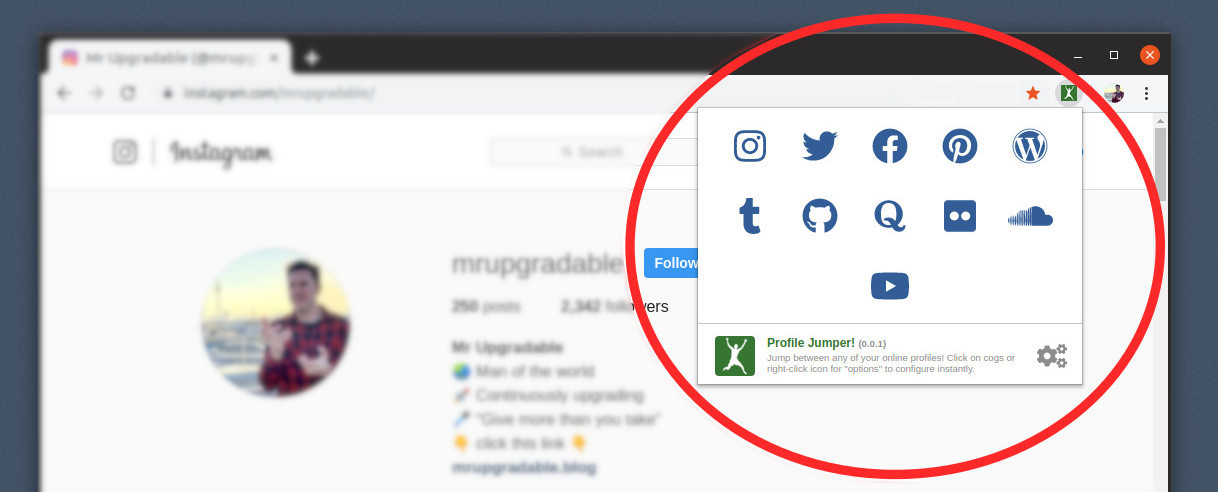 Mr Upgradable (@mrupg
instagram.com/mrupgradable/
Instagram
Search
mrupgradable
Follow
250 posts 2,342 followers
Mr Upgradable
Man of the world
Continuously upgrading
"Give more than you take"
click this link
mrupgradable.blog
Profile Jumper! (0.0.1)
Jump between any of your online profiles! Click on cogs or
right-click icon for "options" to configure instantly.